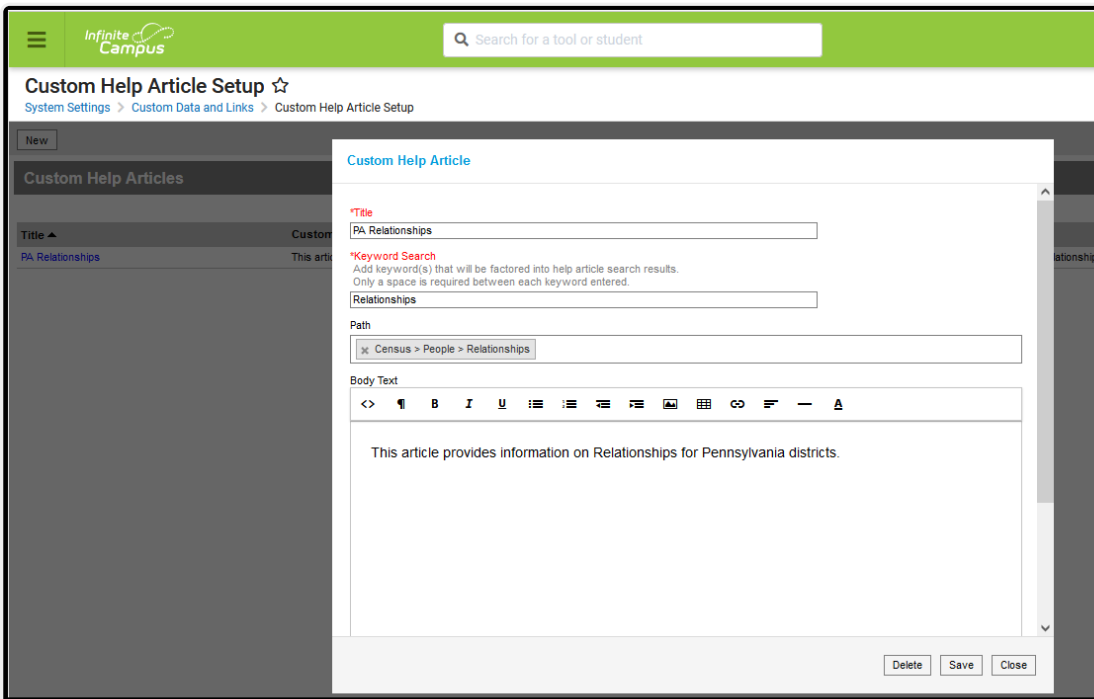 Infinite
Campus
Search for a tool or student
Custom Help Article Setup
System Settings > Custom Data and Links > Custom Help Article Setup
New
Custom Help Articles
Title
Custom
PA Relationships
This artic
lationship
Custom Help Article
*Title
PA Relationships
*Keyword Search
Add keyword(s) that will be factored into help article search results.
Only a space is required between each keyword entered.
Relationships
Path
× Census > People > Relationships
Body Text
<> ¶ B I U A
This article provides information on Relationships for Pennsylvania districts.
Delete Save Close